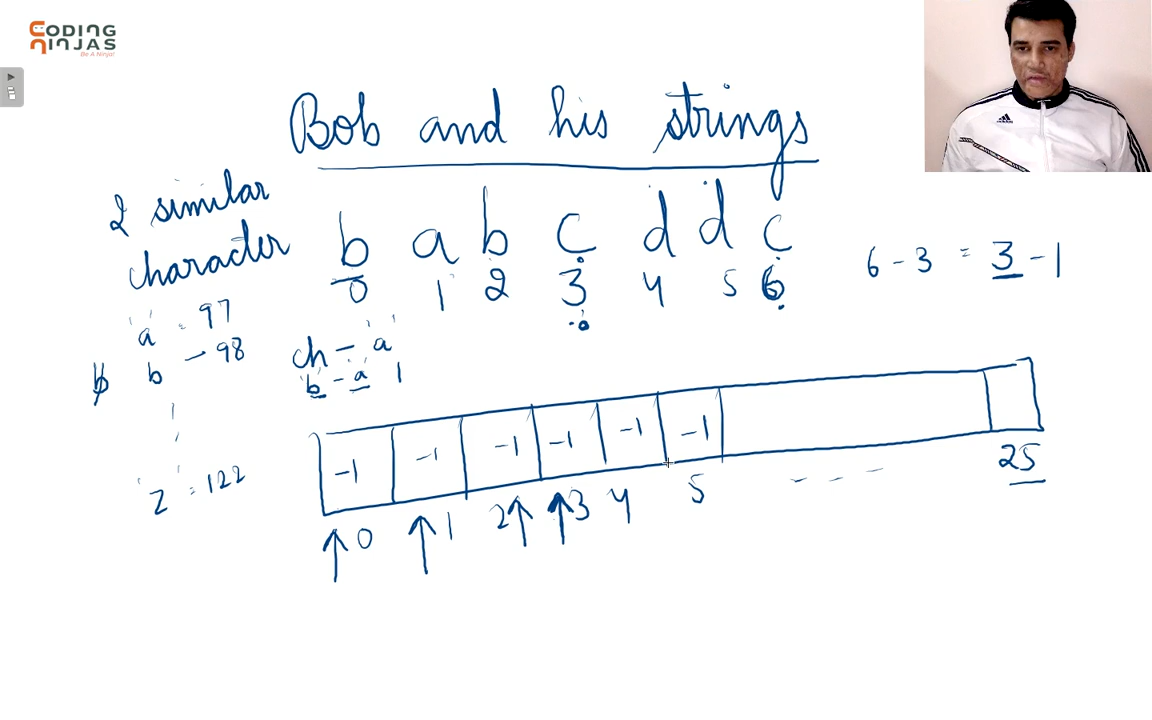 CODING
NINJAS
Be A Ninja!
Bob and his strings
2 similar
character
b a b c d d c
0 1 2 3 4 5 6
6 - 3 = 3 - 1
'a' = 97
b - 98
z = 122
ch - 'a'
'b' - 'a' 1
-1 -1 -1 -1 -1 -1
0 1 2 3 4 5 - - - 25